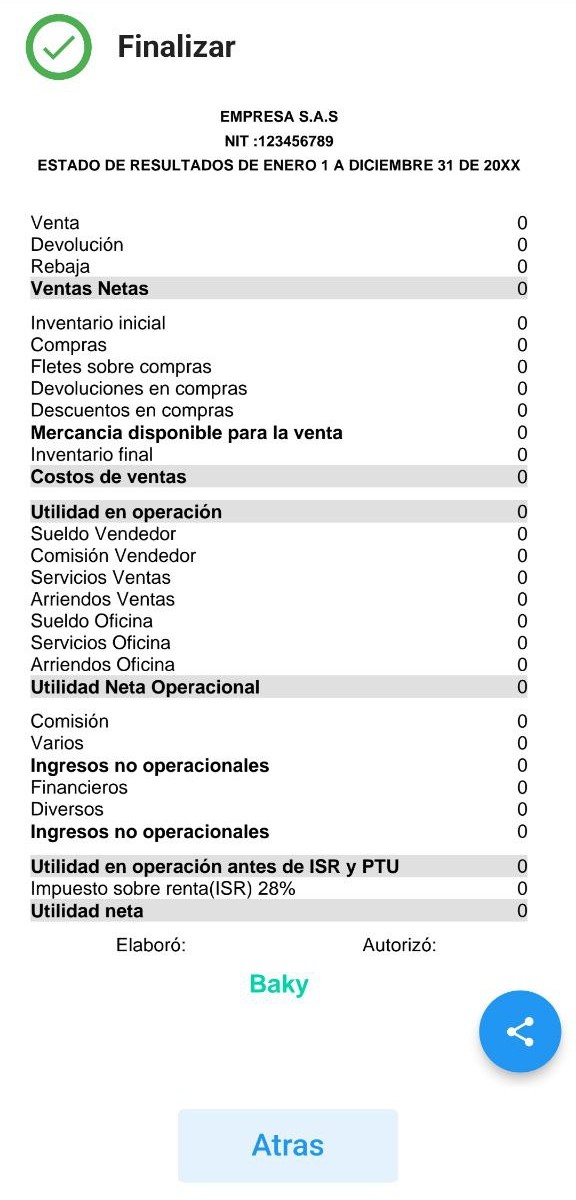 Finalizar
EMPRESA S.A.S
NIT :123456789
ESTADO DE RESULTADOS DE ENERO 1 A DICIEMBRE 31 DE 20XX
Venta 0
Devolución 0
Rebaja 0
Ventas Netas 0
Inventario inicial 0
Compras 0
Fletes sobre compras 0
Devoluciones en compras 0
Descuentos en compras 0
Mercancia disponible para la venta 0
Inventario final 0
Costos de ventas 0
Utilidad en operación 0
Sueldo Vendedor 0
Comisión Vendedor 0
Servicios Ventas 0
Arriendos Ventas 0
Sueldo Oficina 0
Servicios Oficina 0
Arriendos Oficina 0
Utilidad Neta Operacional 0
Comisión 0
Varios 0
Ingresos no operacionales 0
Financieros 0
Diversos 0
Ingresos no operacionales 0
Utilidad en operación antes de ISR y PTU 0
Impuesto sobre renta(ISR) 28% 0
Utilidad neta 0
Elaboró: Autorizó:
Baky
Atras